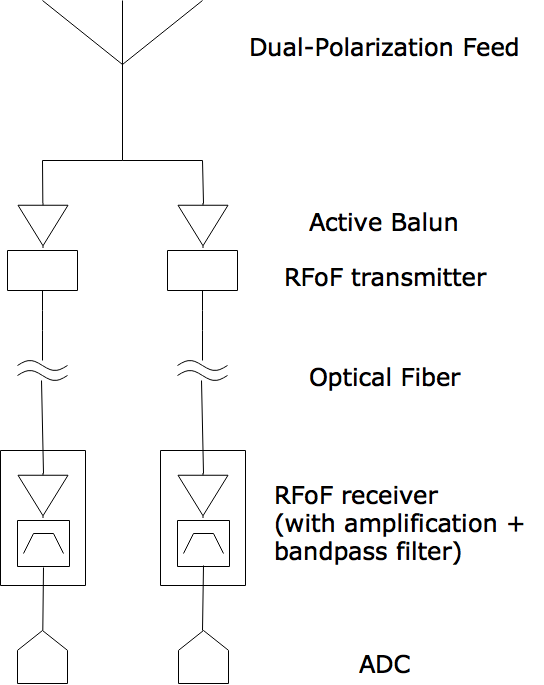 Dual-Polarization Feed
Active Balun
RFoF transmitter
Optical Fiber
RFoF receiver
(with amplification +
bandpass filter)
ADC